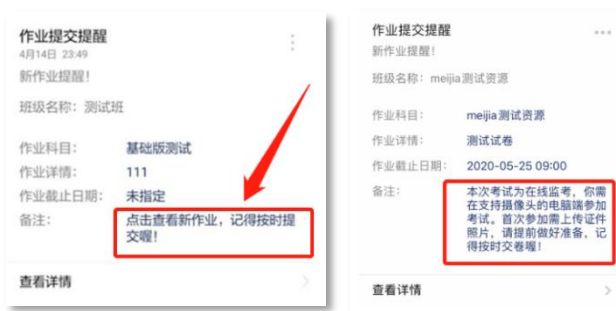 作业提交提醒
4月14日 23:49
新作业提醒！
班级名称：测试班
作业科目：基础版测试
作业详情：111
作业截止日期：未指定
备注：点击查看新作业，记得按时提
交喔！
查看详情
作业提交提醒
新作业提醒！
班级名称：meijia测试资源
作业科目：meijia测试资源
作业详情：测试试卷
作业截止日期：2020-05-25 09:00
备注：本次考试为在线监考，你需
在支持摄像头的电脑端参加
考试。首次参加需上传证件
照片，请提前做好准备，记
得按时交卷喔！
查看详情